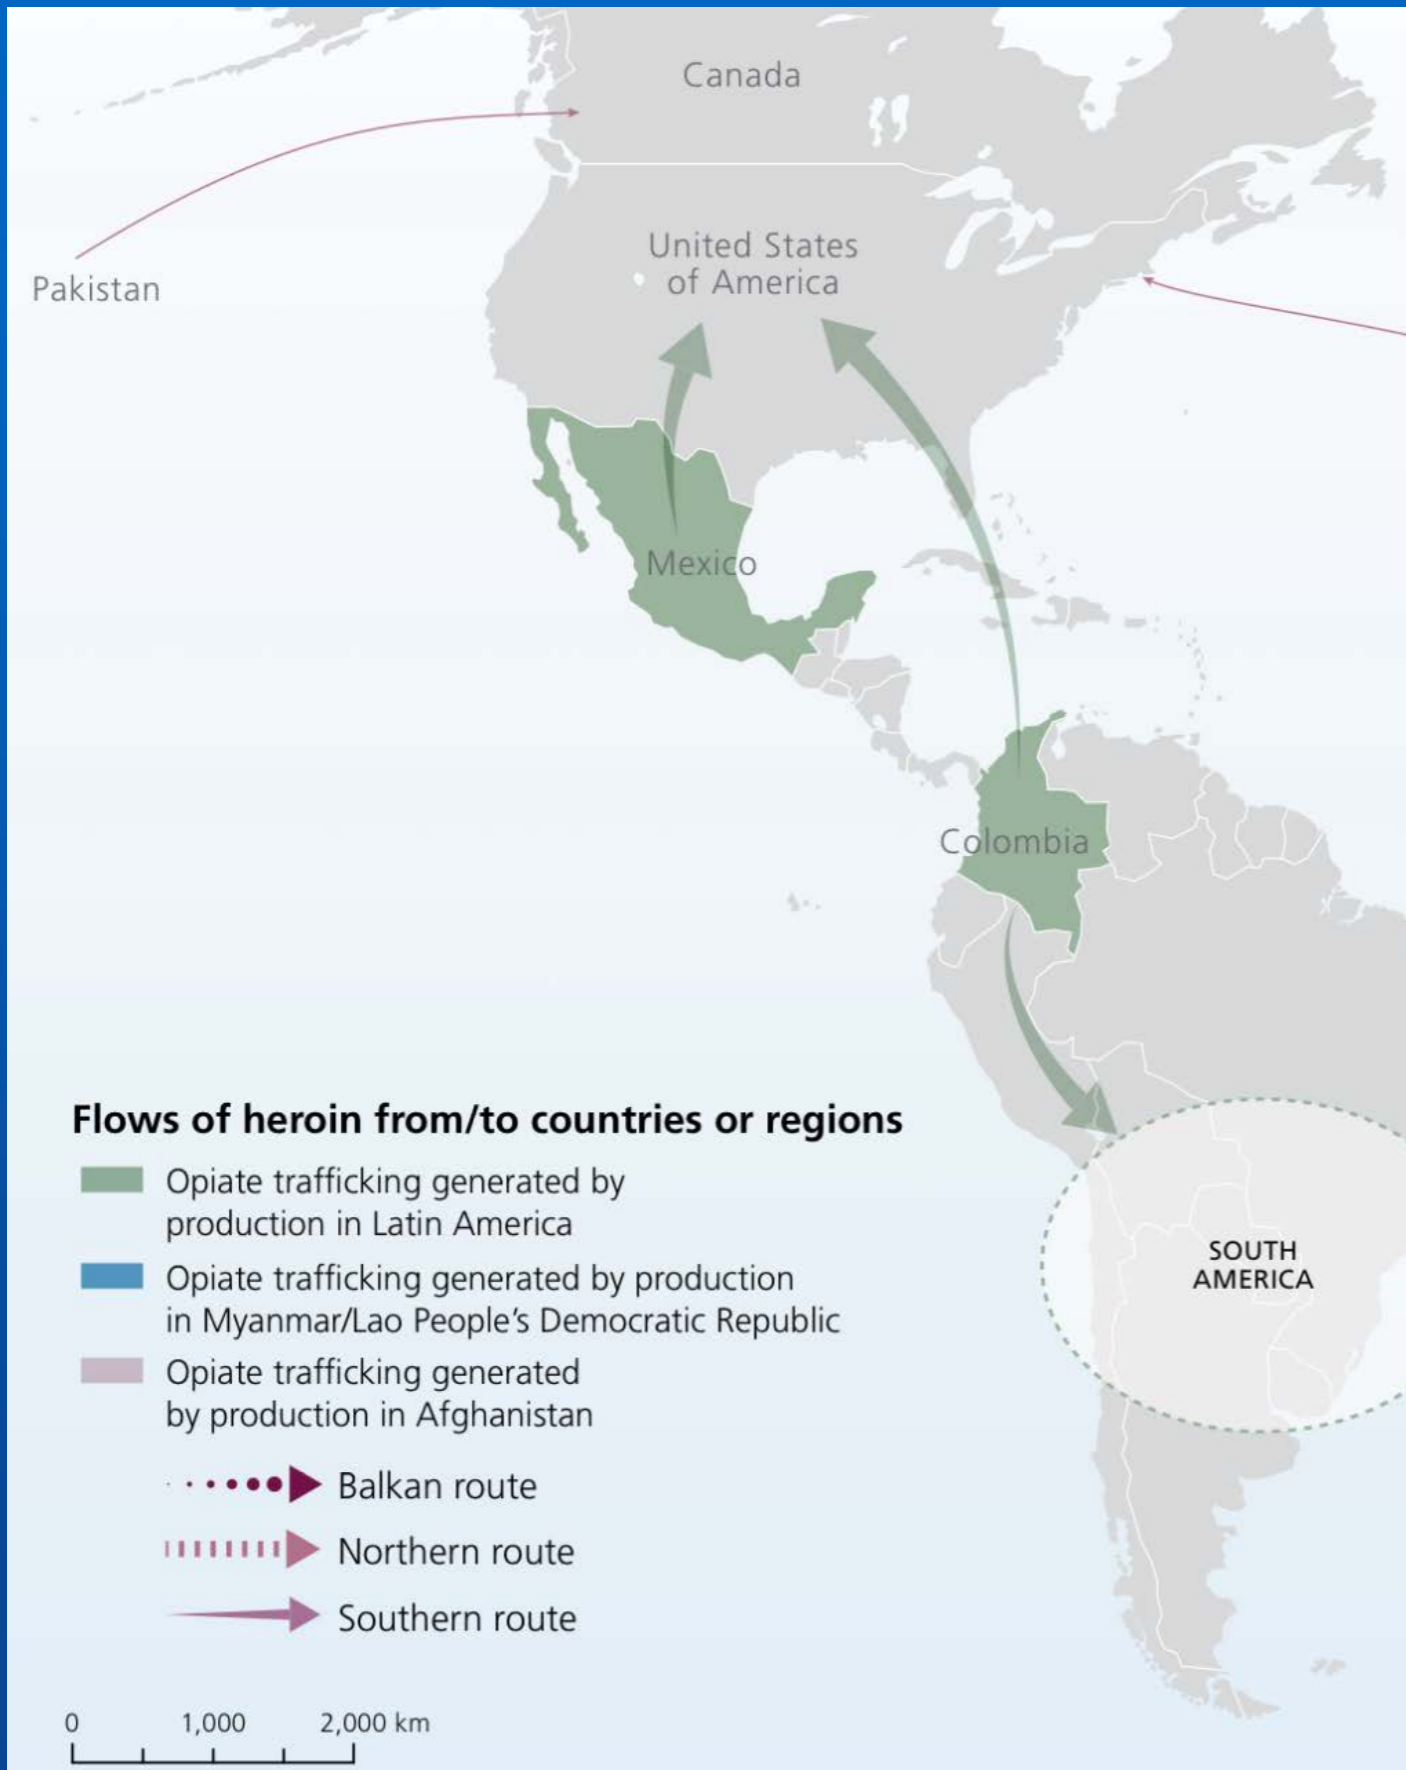 Canada
United States
of America
Pakistan
Mexico
Colombia
Flows of heroin from/to countries or regions
Opiate trafficking generated by
production in Latin America
Opiate trafficking generated by production
in Myanmar/Lao People’s Democratic Republic
Opiate trafficking generated
by production in Afghanistan
Balkan route
Northern route
Southern route
SOUTH
AMERICA
0 1,000 2,000 km